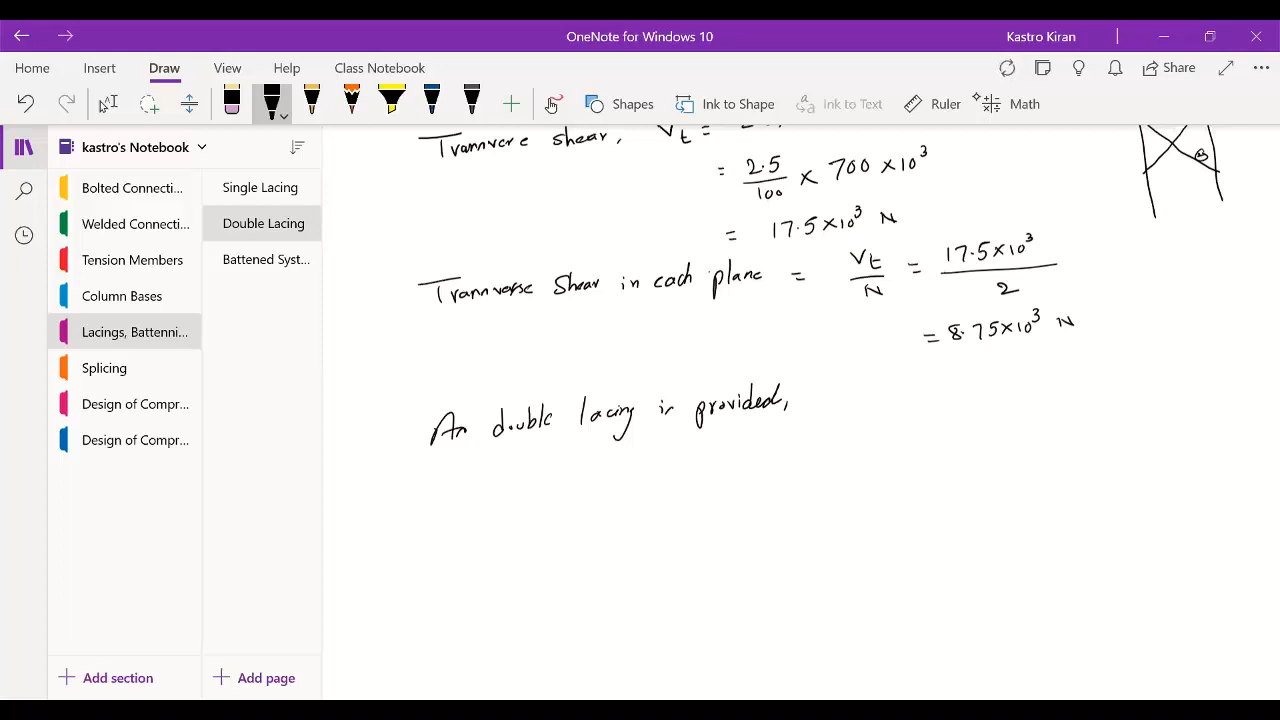 OneNote for Windows 10
Kastro Kiran
Home Insert Draw View Help Class Notebook
Share
Shapes
Ink to Shape
Ink to Text
Ruler
Math
kastro's Notebook
Bolted Connecti...
Welded Connecti...
Tension Members
Column Bases
Lacings, Battenni...
Splicing
Design of Compr...
Design of Compr...
Add section
Single Lacing
Double Lacing
Battened Syst...
Add page
Transverse shear, Vt =
= 2.5/100 × 700 × 10³
= 17.5×10³ N
Transverse Shear in each plane = Vt/N = 17.5×10³/2
= 8.75×10³ N
As double lacing is provided,